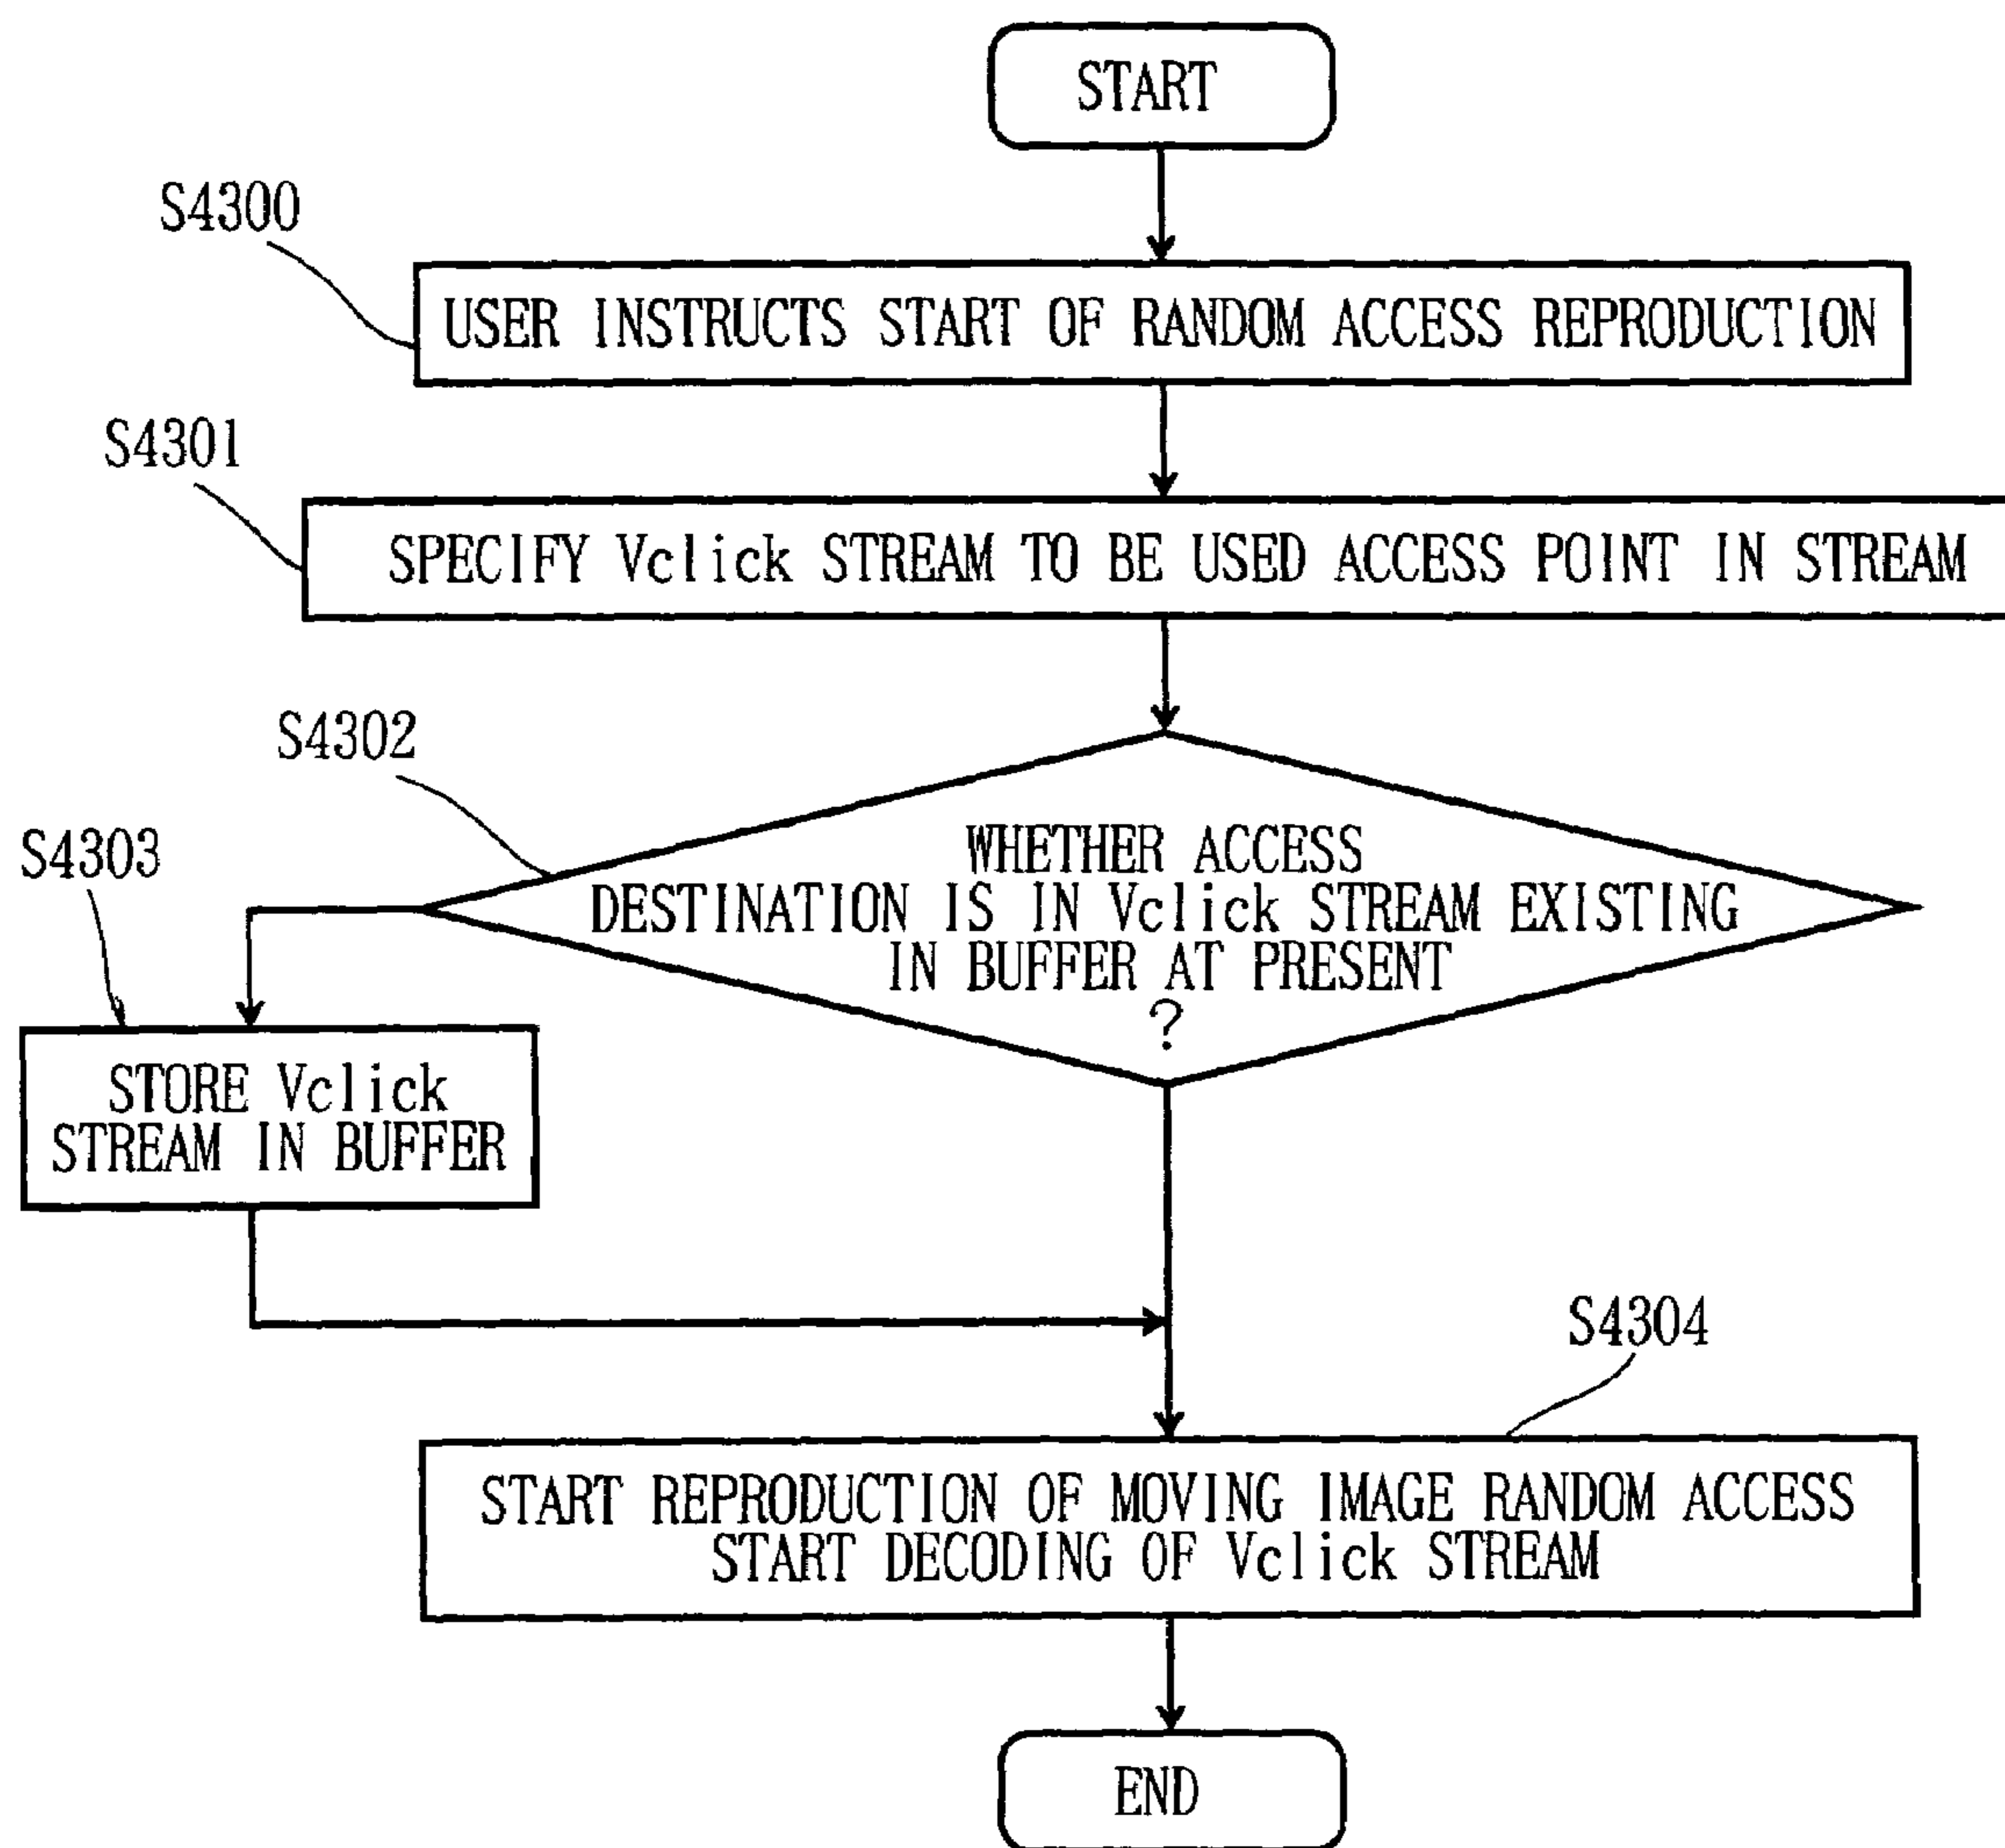 START
S4300
USER INSTRUCTS START OF RANDOM ACCESS REPRODUCTION
S4301
SPECIFY Vclick STREAM TO BE USED ACCESS POINT IN STREAM
S4302
WHETHER ACCESS
DESTINATION IS IN Vclick STREAM EXISTING
IN BUFFER AT PRESENT
?
S4303
STORE Vclick
STREAM IN BUFFER
S4304
START REPRODUCTION OF MOVING IMAGE RANDOM ACCESS
START DECODING OF Vclick STREAM
END